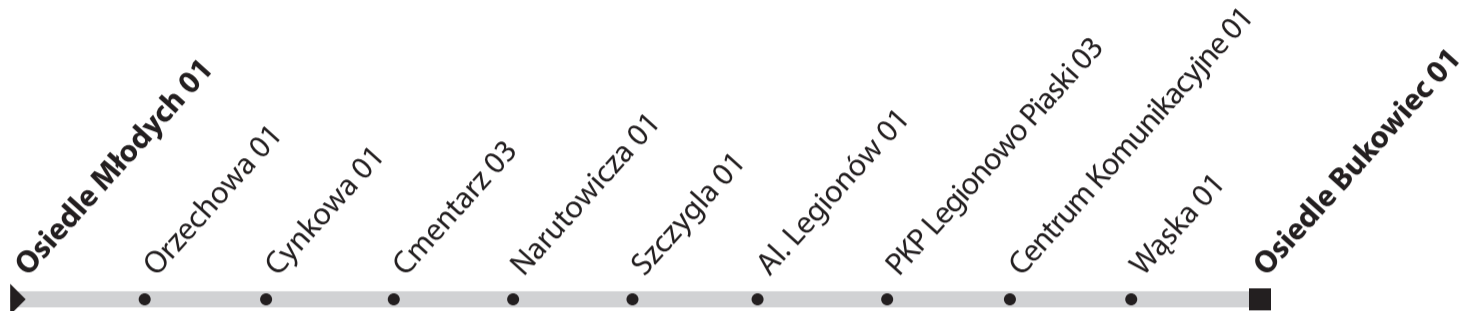 Osiedle Młodych 01
Orzechowa 01
Cynkowa 01
Cmentarz 03
Narutowicza 01
Szczygla 01
Al. Legionów 01
PKP Legionowo Piaski 03
Centrum Komunikacyjne 01
Wąska 01
Osiedle Bukowiec 01